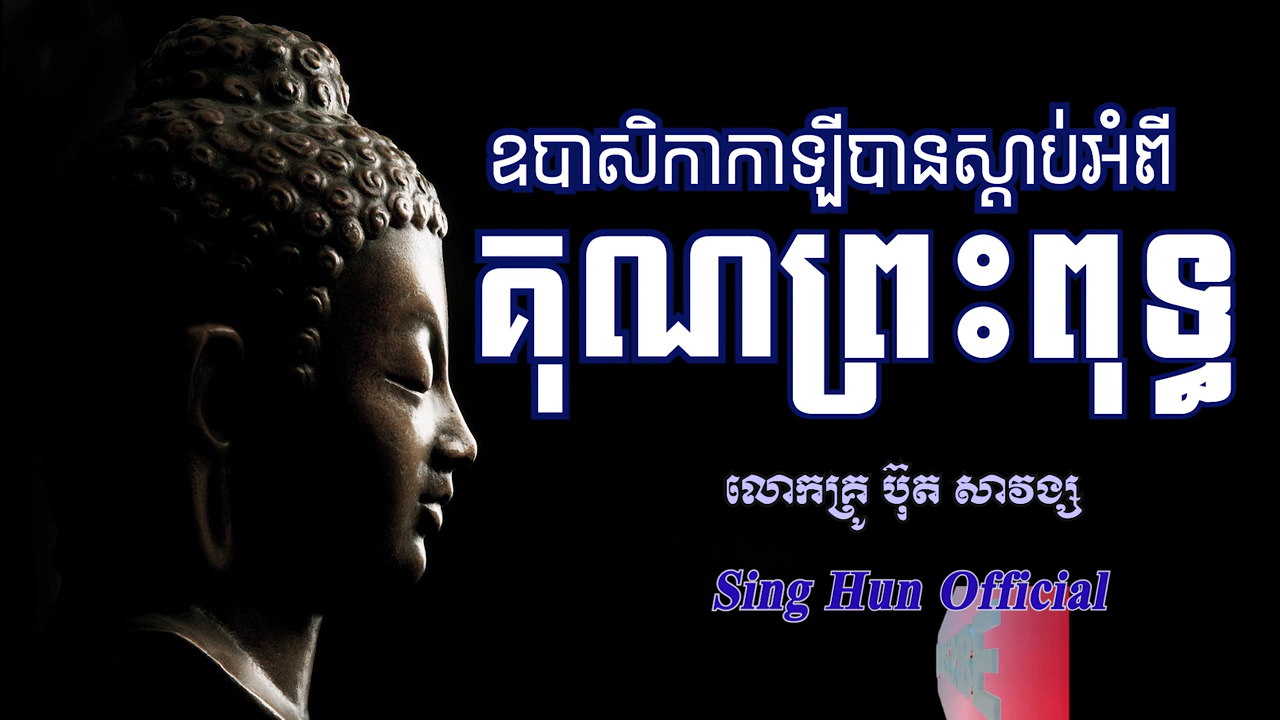 ឧបាសិកាកាឡីបានស្ដាប់អំពី
គុណព្រះពុទ្ធ
លោកគ្រូ ប៊ុត សាវង្ស
Sing Hun Official